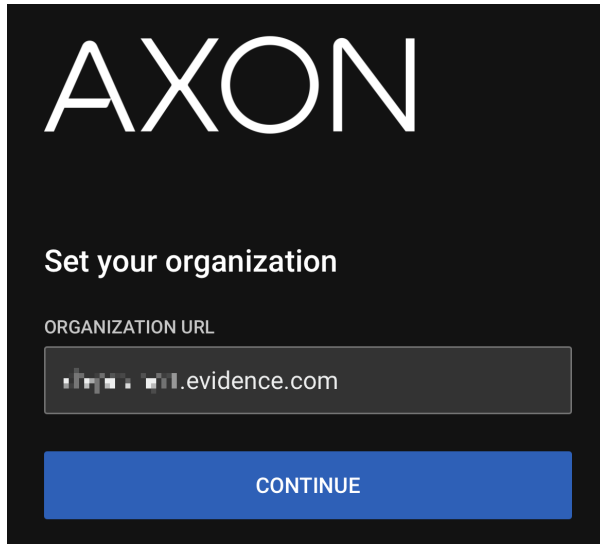 AXON
Set your organization
ORGANIZATION URL
.evidence.com
CONTINUE